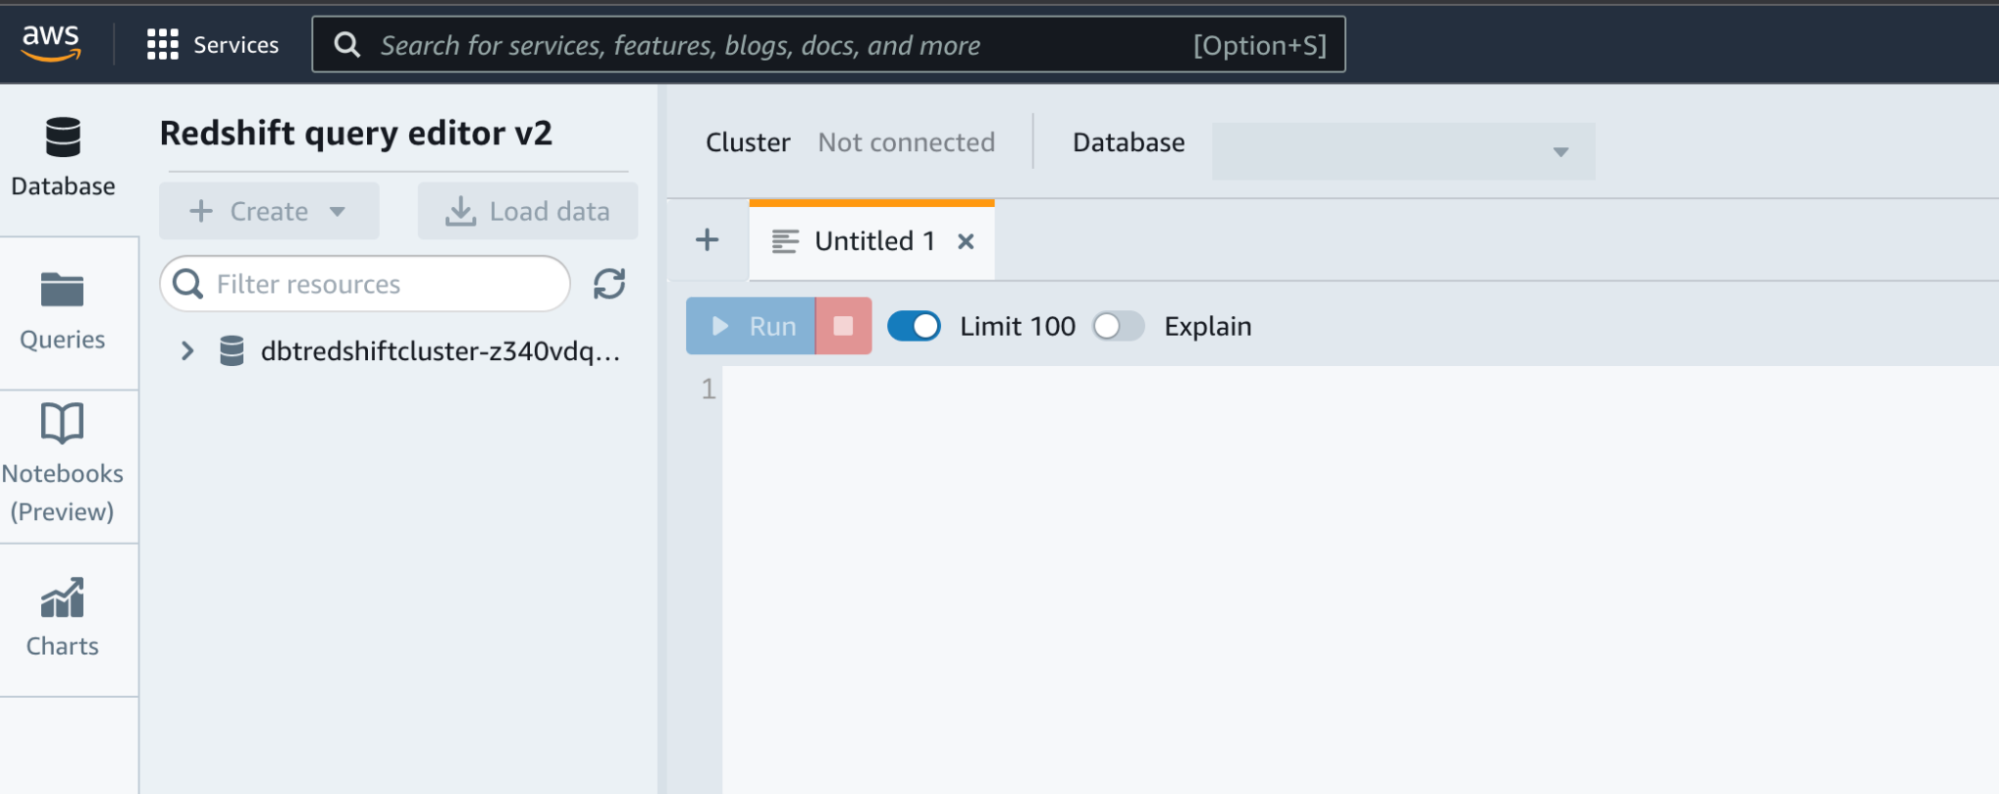 aws
Services
Search for services, features, blogs, docs, and more
[Option+S]
Database
Queries
Notebooks
(Preview)
Charts
Redshift query editor v2
Create
Load data
Filter resources
dbtredshiftcluster-z340vdq...
Cluster Not connected
Database
Untitled 1
Run
Limit 100
Explain
1